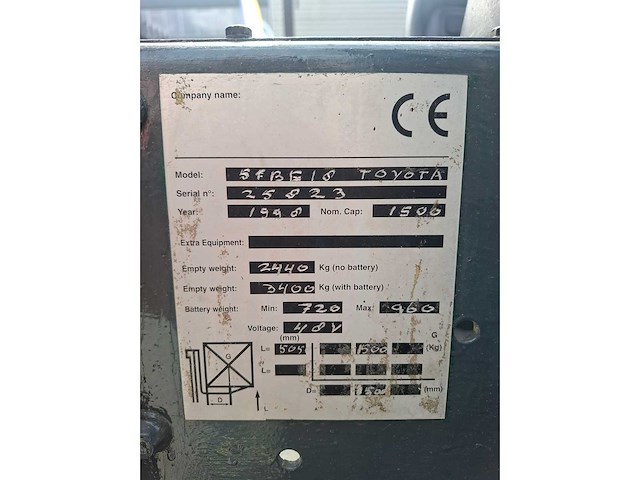 Company name:
CE
Model: 5FBE18 TOYOTA
Serial n°: 25823
Year: 1998 Nom. Cap: 1500
Extra Equipment:
Empty weight: 2440 Kg (no battery)
Empty weight: 3400 Kg (with battery)
Battery weight: Min: 720 Max: 960
Voltage: 48V
(mm) G
L= 505 1500 (Kg)
G L=
D D= 500 (mm)
L